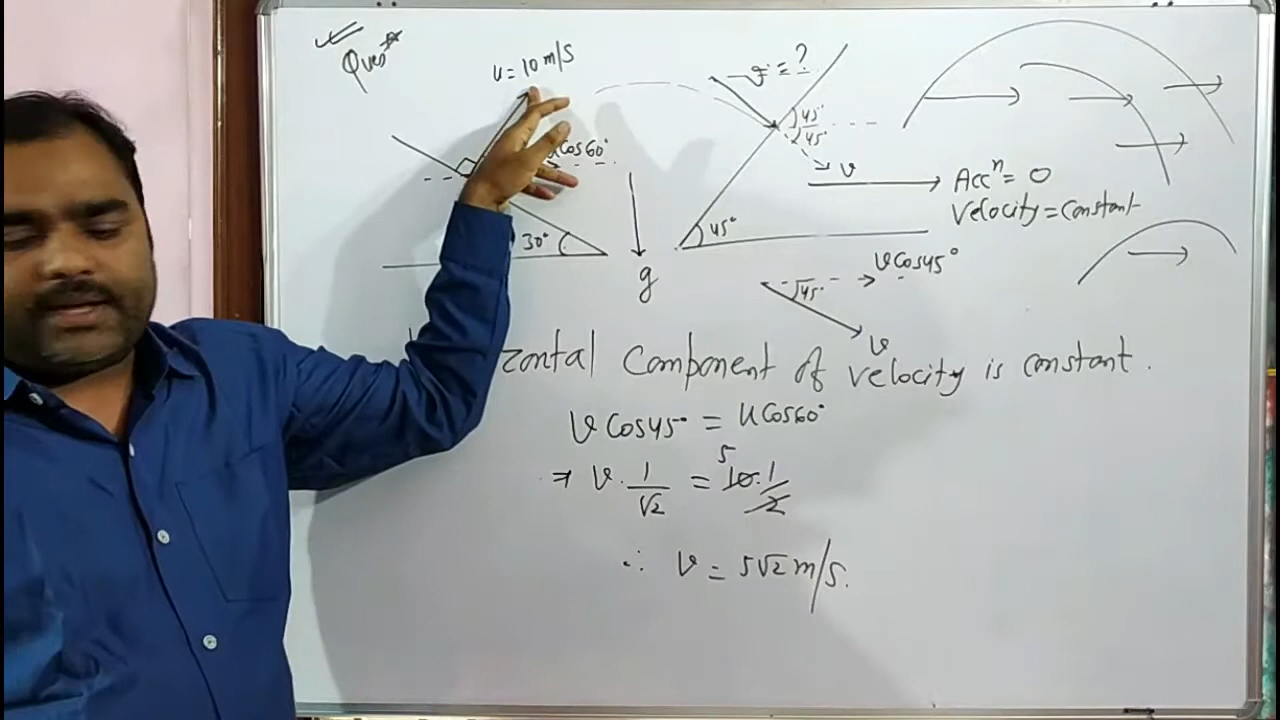 Ques
u = 10 m/s
uCos60°
30°
g
v = ?
45°
45°
v
45°
Accⁿ = 0
Velocity = Constant
45°
vCos45°
v
zontal Component of velocity is constant.
vCos45° = uCos60°
⇒ v. 1/√2 = 10. 1/2
5
∴ v = 5√2 m/s.